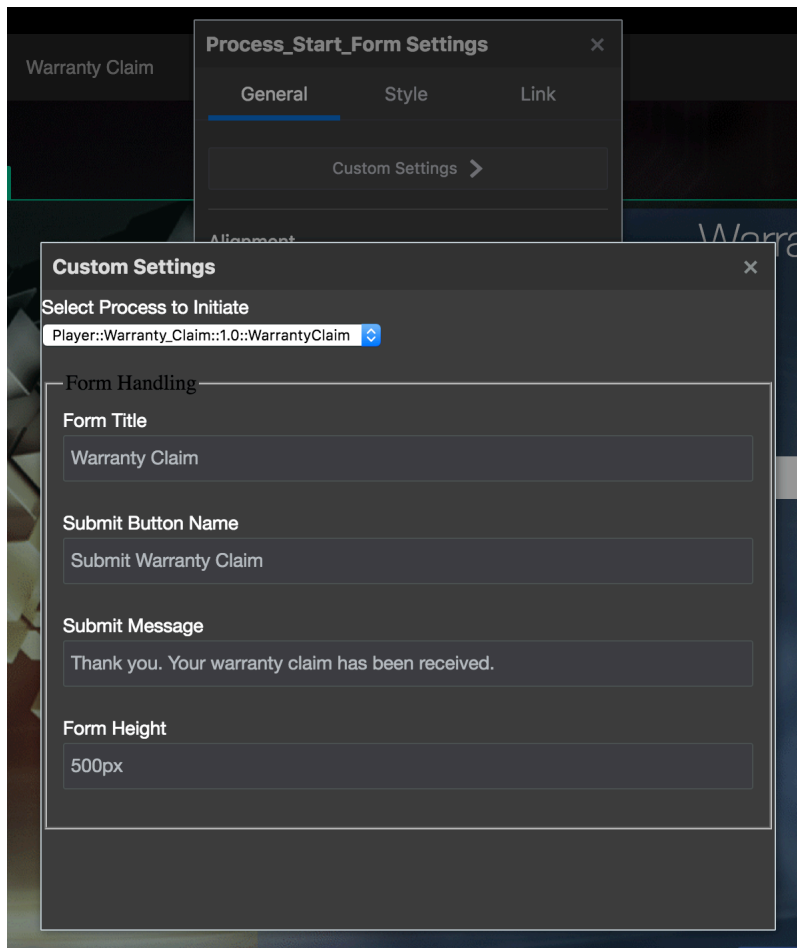 Process_Start_Form Settings
Warranty Claim
General Style Link
Custom Settings
Alignment
Custom Settings
Select Process to Initiate
Player::Warranty_Claim::1.0::WarrantyClaim
Form Handling
Form Title
Warranty Claim
Submit Button Name
Submit Warranty Claim
Submit Message
Thank you. Your warranty claim has been received.
Form Height
500px